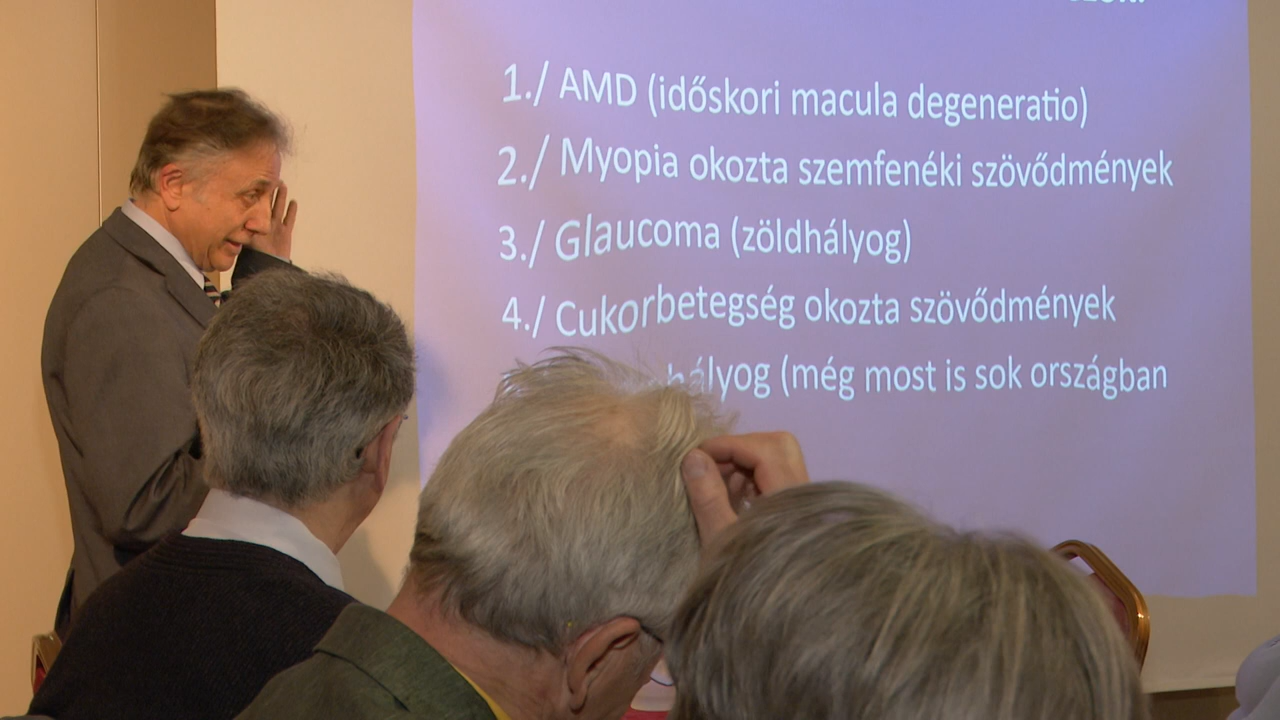 1./ AMD (időskori macula degeneratio)
2./ Myopia okozta szemfenéki szövődmények
3./ Glaucoma (zöldhályog)
4./ Cukorbetegség okozta szövődmények
hályog (még most is sok országban